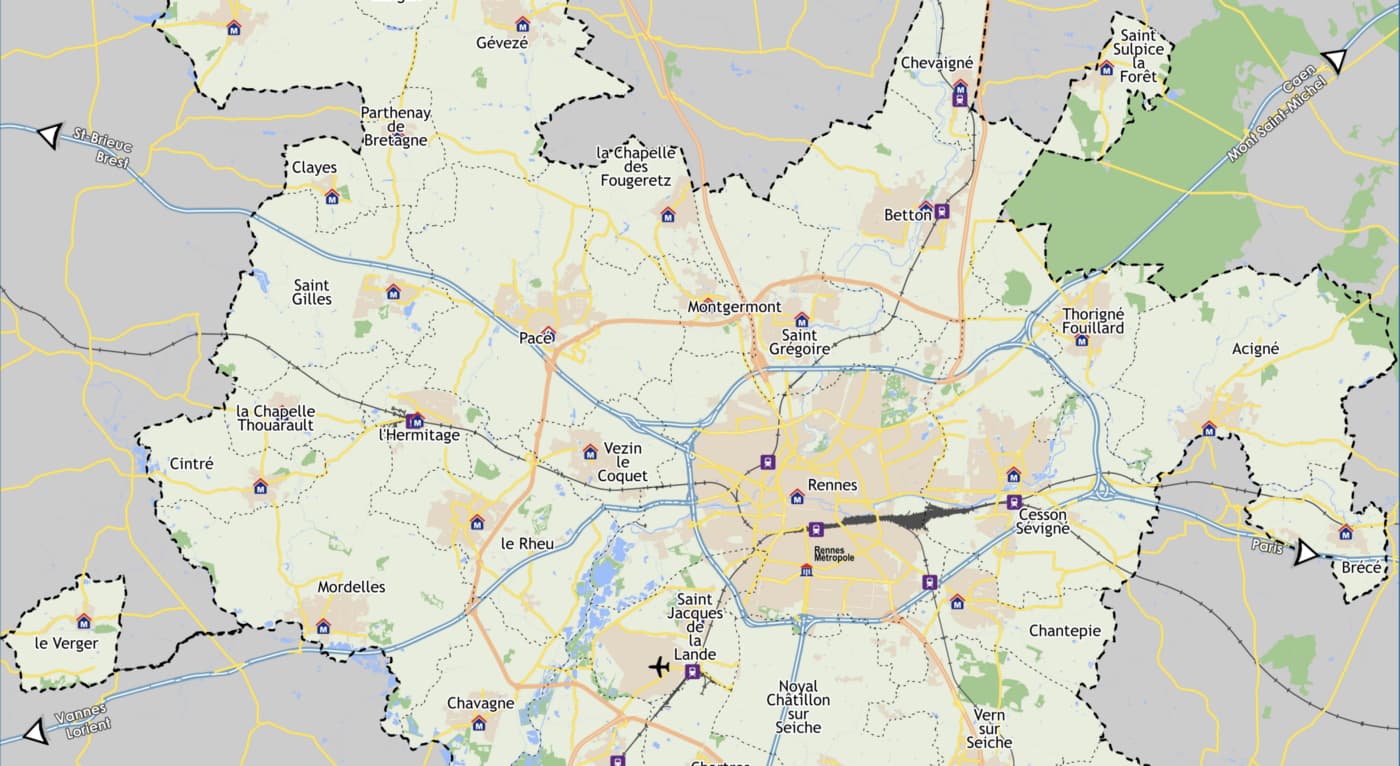 Gévezé
Chevaigné
Saint
Sulpice
la
Forêt
Caen
Mont Saint-Michel
Parthenay
de
Bretagne
St-Brieuc
Brest
Clayes
la Chapelle
des
Fougeretz
Betton
Saint
Gilles
Montgermont
Pacé
Saint
Grégoire
Thorigné
Fouillard
Acigné
la Chapelle
Thouarault
l'Hermitage
Cintré
Vezin
le
Coquet
Rennes
Cesson
Sévigné
le Rheu
Rennes
Métropole
Paris
Brécé
Mordelles
Saint
Jacques
de
la
Lande
Chantepie
le Verger
Chavagne
Noyal
Châtillon
sur
Seiche
Vern
sur
Seiche
Vannes
Lorient
Chartres